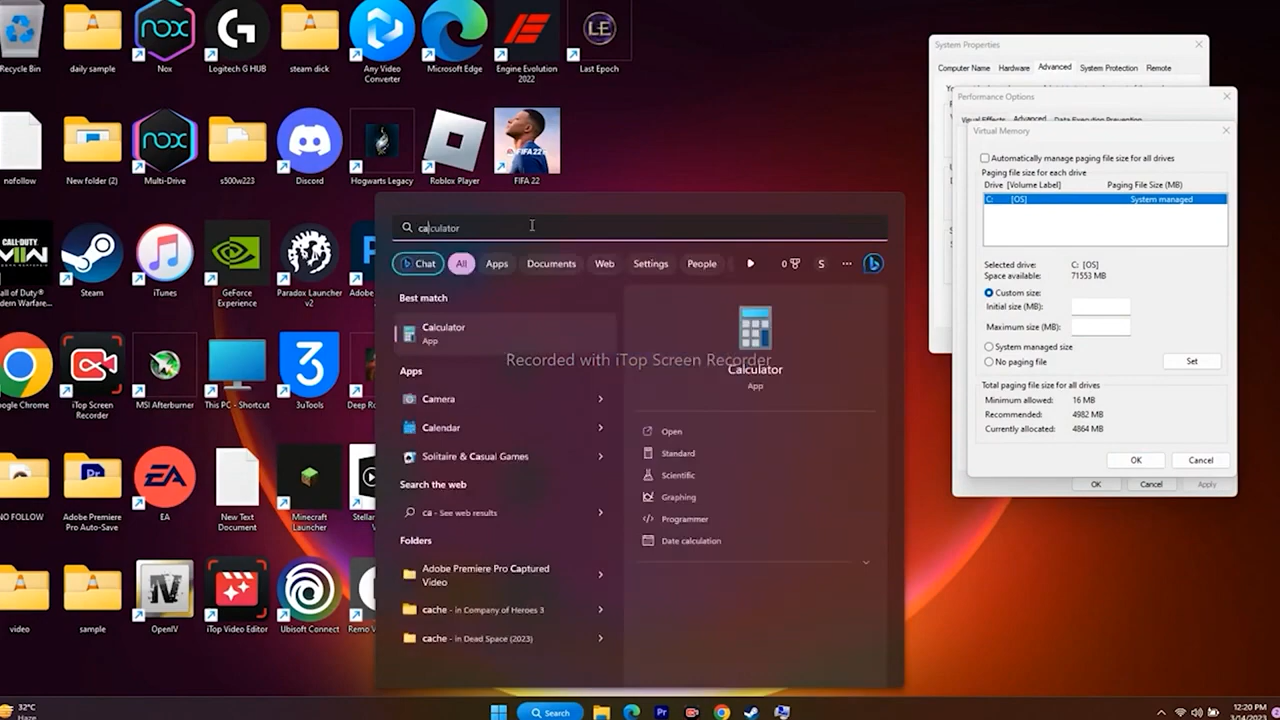 Recycle Bin
daily sample
Nox
Logitech G HUB
steam dick
Any Video
Converter
Microsoft Edge
Engine Evolution
2022
LE
Last Epoch
nofollow
New folder (2)
Multi-Drive
s500w223
Discord
Hogwarts Legacy
Roblox Player
FIFA 22
FIFA 22
Steam
iTunes
GeForce
Experience
Paradox Launcher
v2
Adobe
Premie
iTop Screen
Recorder
MSI Afterburner
This PC - Shortcut
3uTools
Deep Ro
NO FOLLOW
Adobe Premiere
Pro Auto-Save
EA
New Text
Document
Minecraft
Launcher
Stellar
video
sample
OpenIV
iTop Video Editor
Ubisoft Connect
Remo V
calculator
Chat
All
Apps
Documents
Web
Settings
People
0
S
Best match
Calculator
App
Apps
Camera
Calendar
Solitaire & Casual Games
Search the web
ca - See web results
Folders
Adobe Premiere Pro Captured
Video
cache - in Company of Heroes 3
cache - in Dead Space (2023)
Recorded with iTop Screen Recorder
Calculator
App
Open
Standard
Scientific
Graphing
Programmer
Date calculation
System Properties
Computer Name
Hardware
Advanced
System Protection
Remote
Performance Options
Visual Effects
Advanced
Data Execution Prevention
Virtual Memory
Automatically manage paging file size for all drives
Paging file size for each drive
Drive [Volume Label]
Paging File Size (MB)
C: [OS]
System managed
Selected drive: C: [OS]
Space available: 71553 MB
Custom size:
Initial size (MB):
Maximum size (MB):
System managed size
No paging file
Set
Total paging file size for all drives
Minimum allowed: 16 MB
Recommended: 4982 MB
Currently allocated: 4864 MB
OK
Cancel
OK
Cancel
Apply
32°C
Haze
Search
12:20 PM